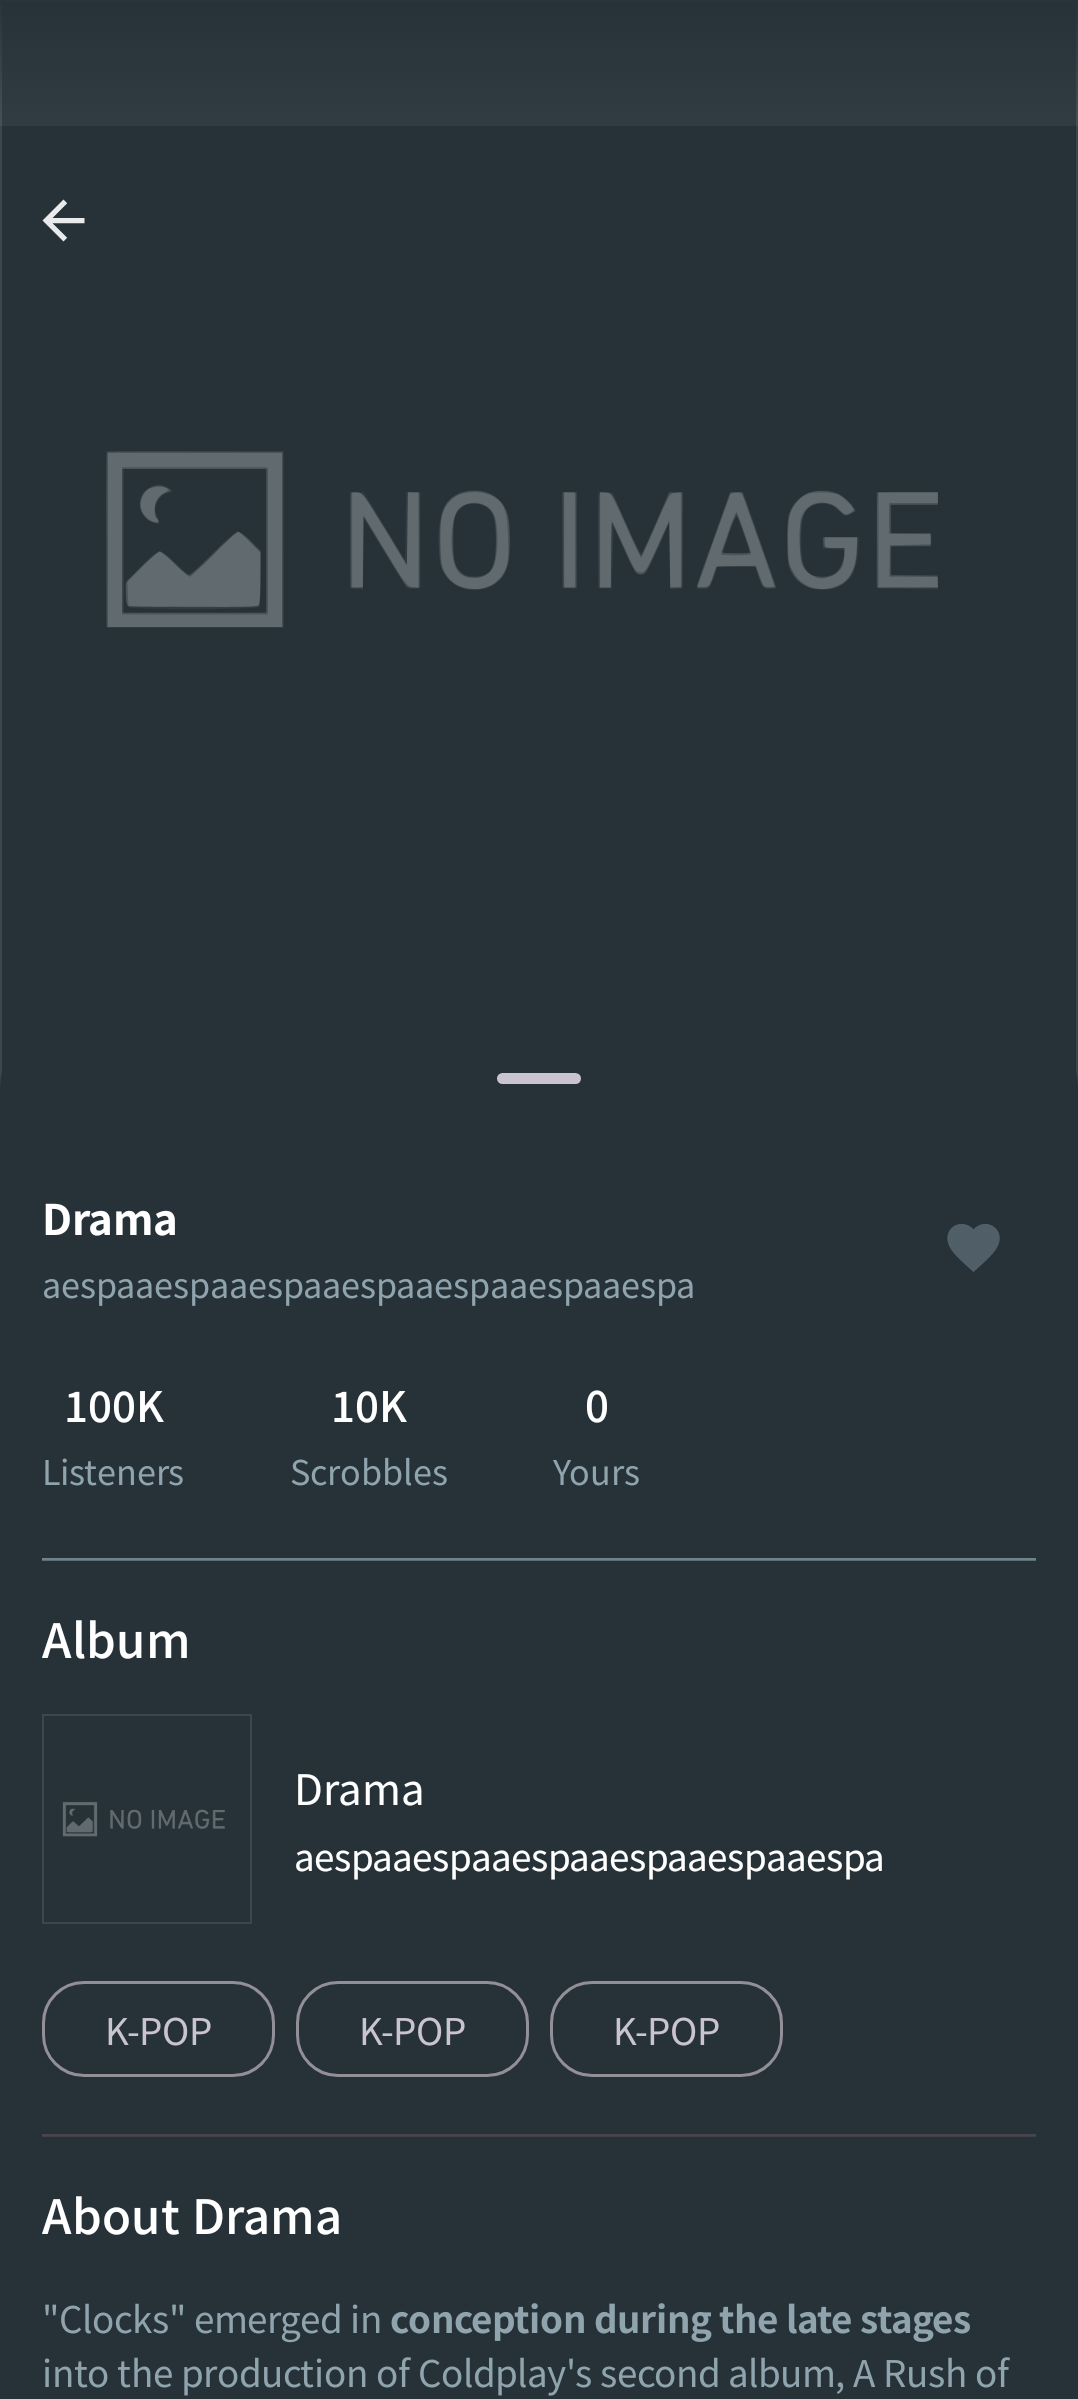 NO IMAGE
Drama
aespaaespaaespaaespaaespaaespaaespa
100K 10K 0
Listeners Scrobbles Yours
Album
NO IMAGE
Drama
aespaaespaaespaaespaaespaaespa
K-POP K-POP K-POP
About Drama
"Clocks" emerged in conception during the late stages
into the production of Coldplay's second album, A Rush of